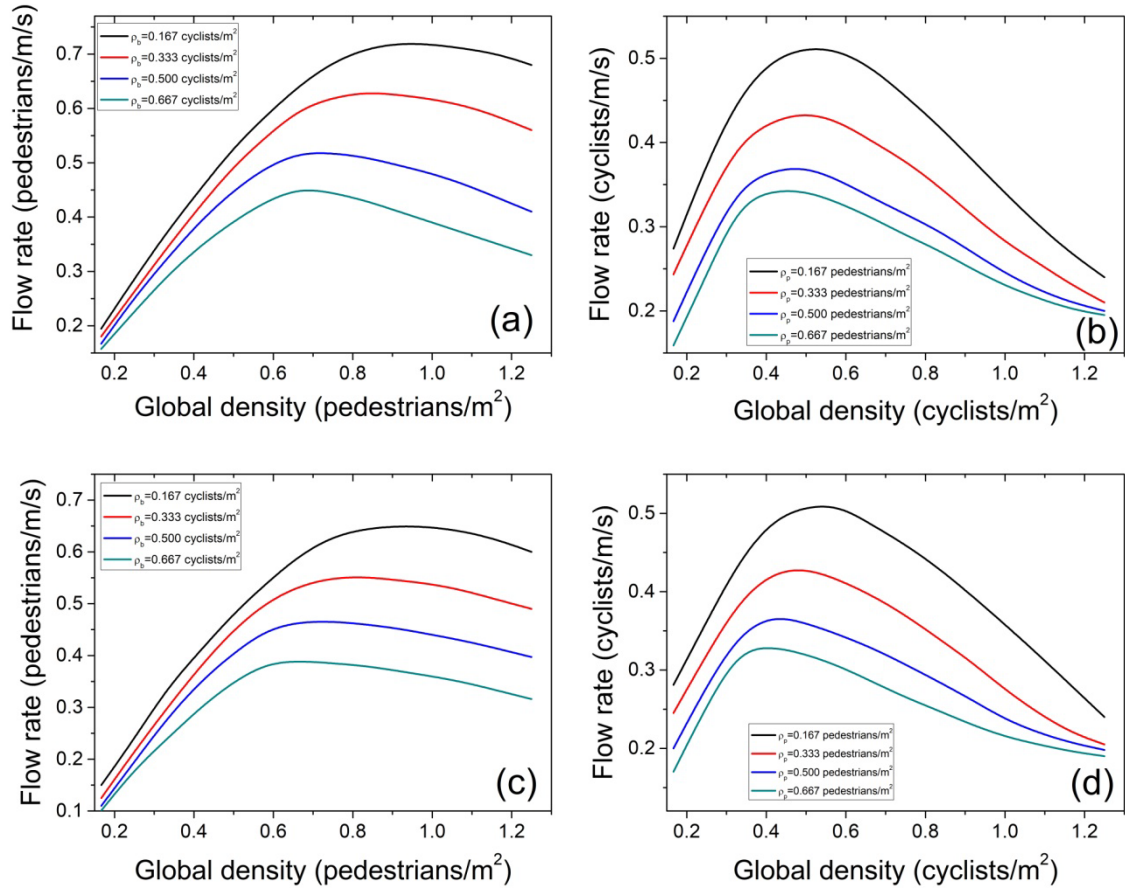 Flow rate (pedestrians/m/s)
0.7
0.6
0.5
0.4
0.3
0.2
ρb=0.167 cyclists/m²
ρb=0.333 cyclists/m²
ρb=0.500 cyclists/m²
ρb=0.667 cyclists/m²
(a)
0.2 0.4 0.6 0.8 1.0 1.2
Global density (pedestrians/m²)
Flow rate (cyclists/m/s)
0.5
0.4
0.3
0.2
ρp=0.167 pedestrians/m²
ρp=0.333 pedestrians/m²
ρp=0.500 pedestrians/m²
ρp=0.667 pedestrians/m²
(b)
0.2 0.4 0.6 0.8 1.0 1.2
Global density (cyclists/m²)
Flow rate (pedestrians/m/s)
0.7
0.6
0.5
0.4
0.3
0.2
0.1
ρb=0.167 cyclists/m²
ρb=0.333 cyclists/m²
ρb=0.500 cyclists/m²
ρb=0.667 cyclists/m²
(c)
0.2 0.4 0.6 0.8 1.0 1.2
Global density (pedestrians/m²)
Flow rate (cyclists/m/s)
0.5
0.4
0.3
0.2
ρp=0.167 pedestrians/m²
ρp=0.333 pedestrians/m²
ρp=0.500 pedestrians/m²
ρp=0.667 pedestrians/m²
(d)
0.2 0.4 0.6 0.8 1.0 1.2
Global density (cyclists/m²)